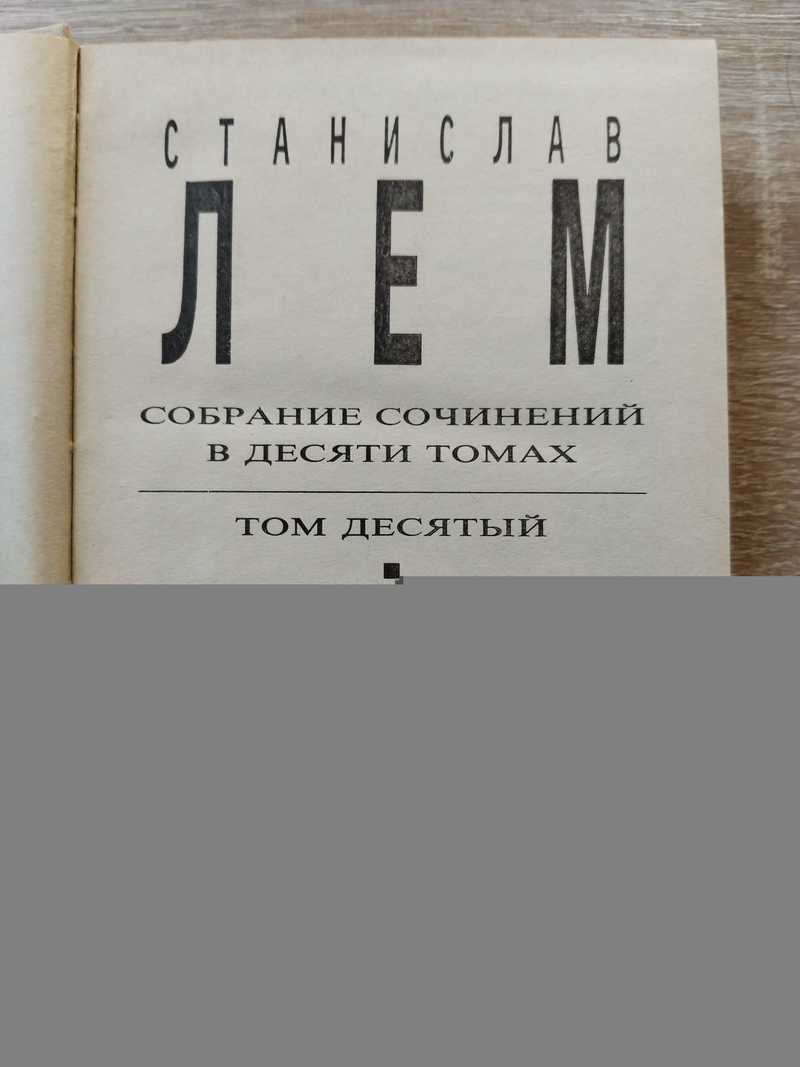 СТАНИСЛАВ
ЛЕМ
СОБРАНИЕ СОЧИНЕНИЙ
В ДЕСЯТИ ТОМАХ
ТОМ ДЕСЯТЫЙ